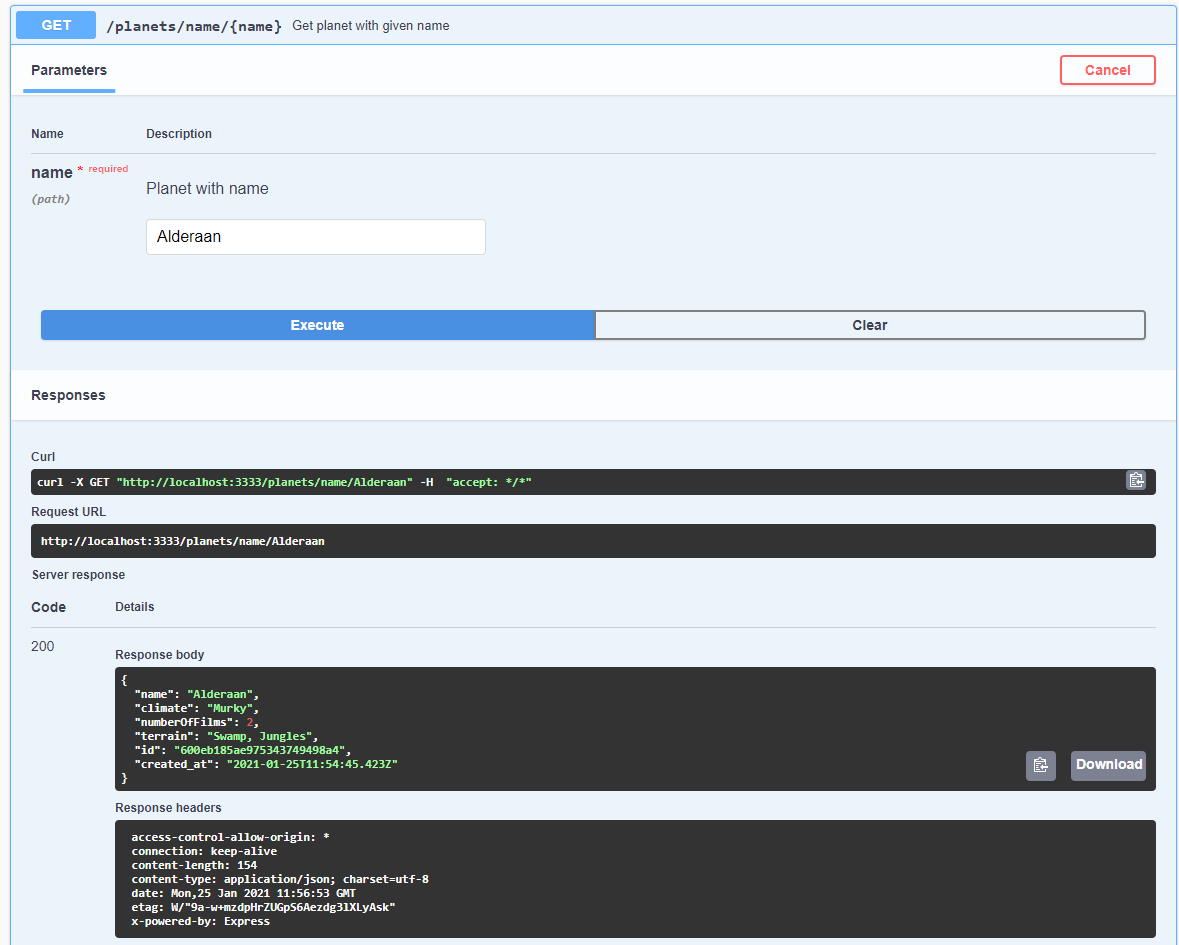 GET /planets/name/{name} Get planet with given name
Parameters
Cancel
Name Description
name * required
(path)
Planet with name
Alderaan
Execute Clear
Responses
Curl
curl -X GET "http://localhost:3333/planets/name/Alderaan" -H  "accept: */*"
Request URL
http://localhost:3333/planets/name/Alderaan
Server response
Code Details
200
Response body
{
  "name": "Alderaan",
  "climate": "Murky",
  "numberOfFilms": 2,
  "terrain": "Swamp, Jungles",
  "id": "600eb185ae975343749498a4",
  "created_at": "2021-01-25T11:54:45.423Z"
}
Download
Response headers
access-control-allow-origin: *
connection: keep-alive
content-length: 154
content-type: application/json; charset=utf-8
date: Mon,25 Jan 2021 11:56:53 GMT
etag: W/"9a-w+mzdpHrZUGpS6Aezdg3lXLyAsk"
x-powered-by: Express